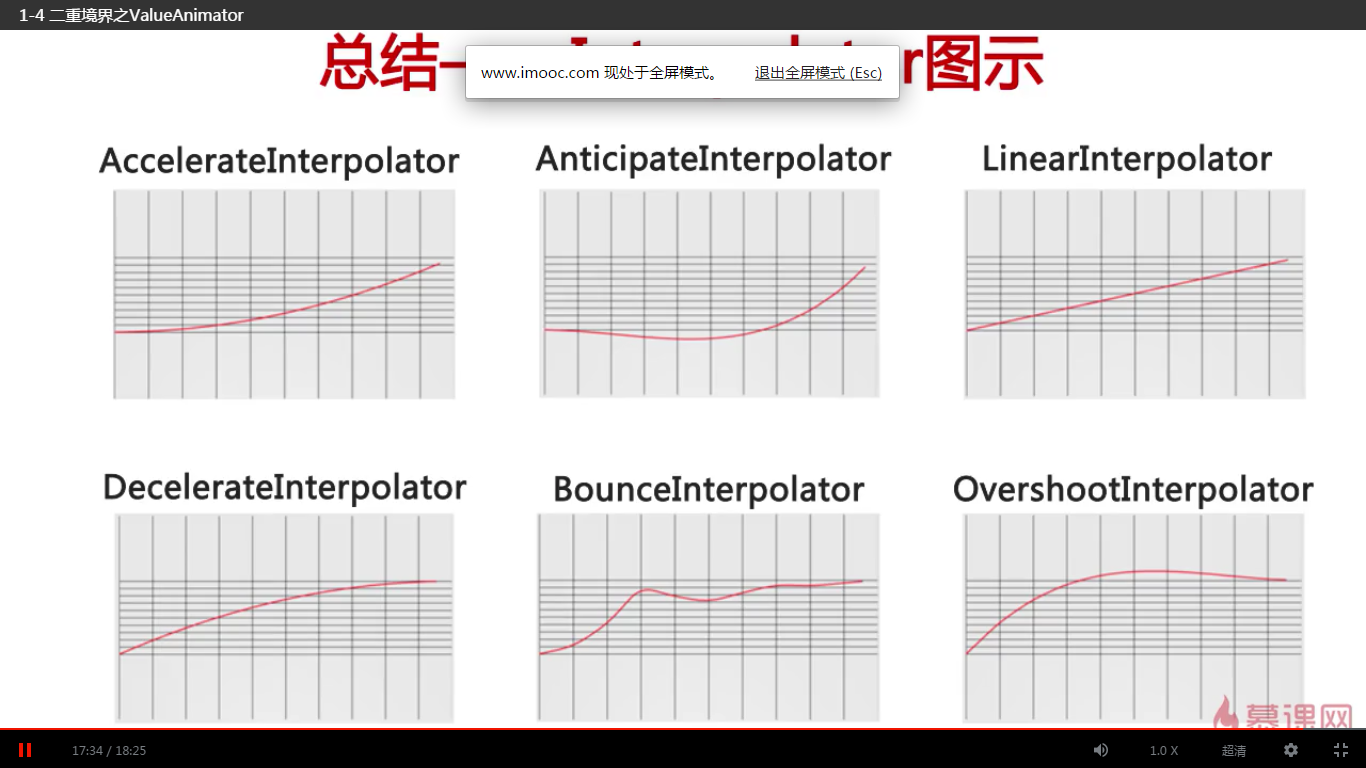 1-4 二重境界之ValueAnimator
总结— r图示
www.imooc.com 现处于全屏模式。 退出全屏模式 (Esc)
AccelerateInterpolator AnticipateInterpolator LinearInterpolator
DecelerateInterpolator BounceInterpolator OvershootInterpolator
慕课网
17:34 / 18:25 1.0 X 超清